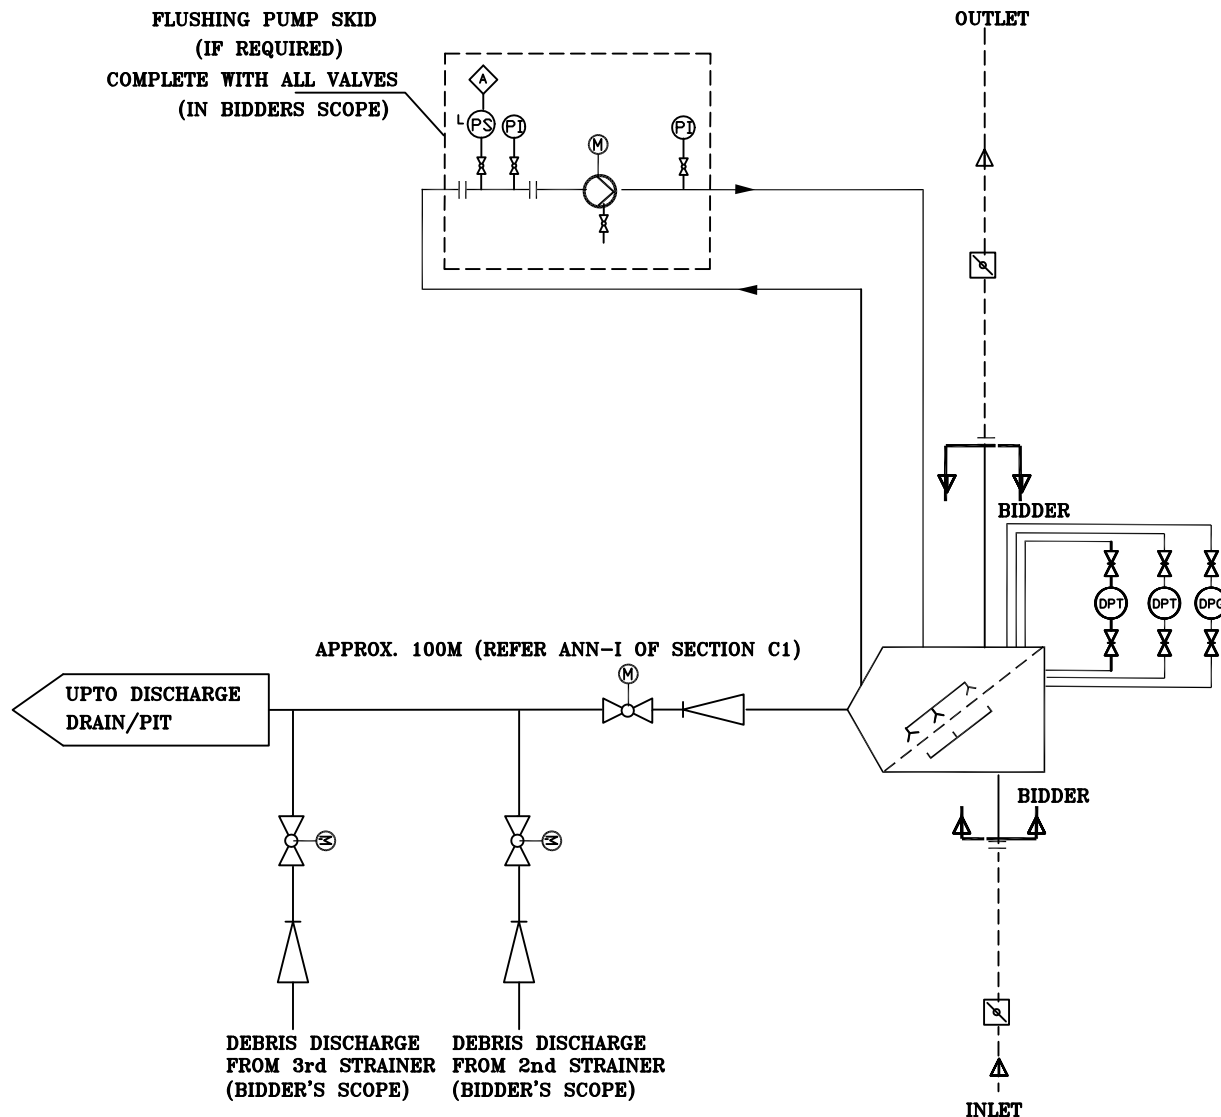 FLUSHING PUMP SKID
(IF REQUIRED)
COMPLETE WITH ALL VALVES
(IN BIDDERS SCOPE)
OUTLET
A
L PS
PI
M
PI
BIDDER
DPT
DPT
DPG
APPROX. 100M (REFER ANN-I OF SECTION C1)
M
UPTO DISCHARGE
DRAIN/PIT
BIDDER
M
M
DEBRIS DISCHARGE
FROM 3rd STRAINER
(BIDDER'S SCOPE)
DEBRIS DISCHARGE
FROM 2nd STRAINER
(BIDDER'S SCOPE)
INLET